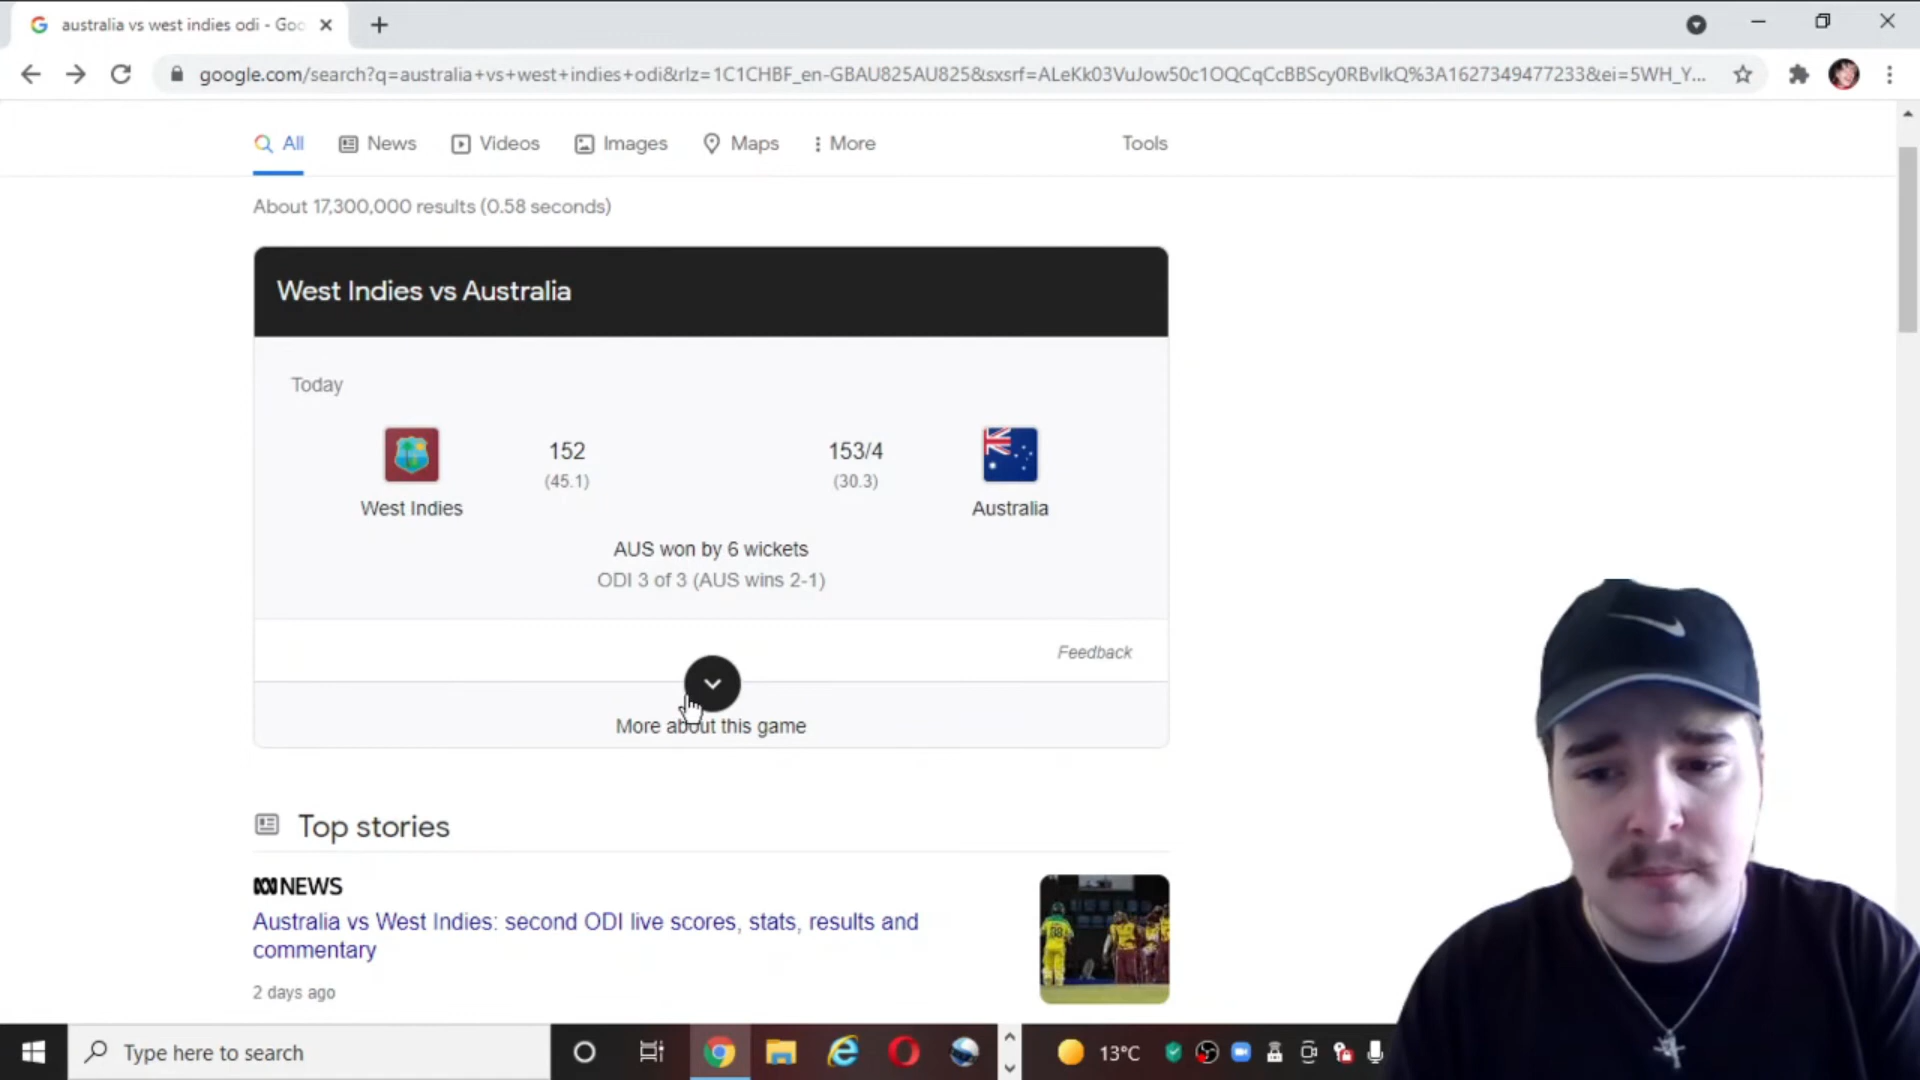 australia vs west indies odi - Goo
google.com/search?q=australia+vs+west+indies+odi&rlz=1C1CHBF_en-GBAU825AU825&sxsrf=ALeKk03VuJow50c1OQCqCcBBScy0RBvIkQ%3A1627349477233&ei=5WH_Y...
All News Videos Images Maps More Tools
About 17,300,000 results (0.58 seconds)
West Indies vs Australia
Today
152 153/4
(45.1) (30.3)
West Indies Australia
AUS won by 6 wickets
ODI 3 of 3 (AUS wins 2-1)
Feedback
More about this game
Top stories
NEWS
Australia vs West Indies: second ODI live scores, stats, results and
commentary
2 days ago
38
Type here to search 13°C